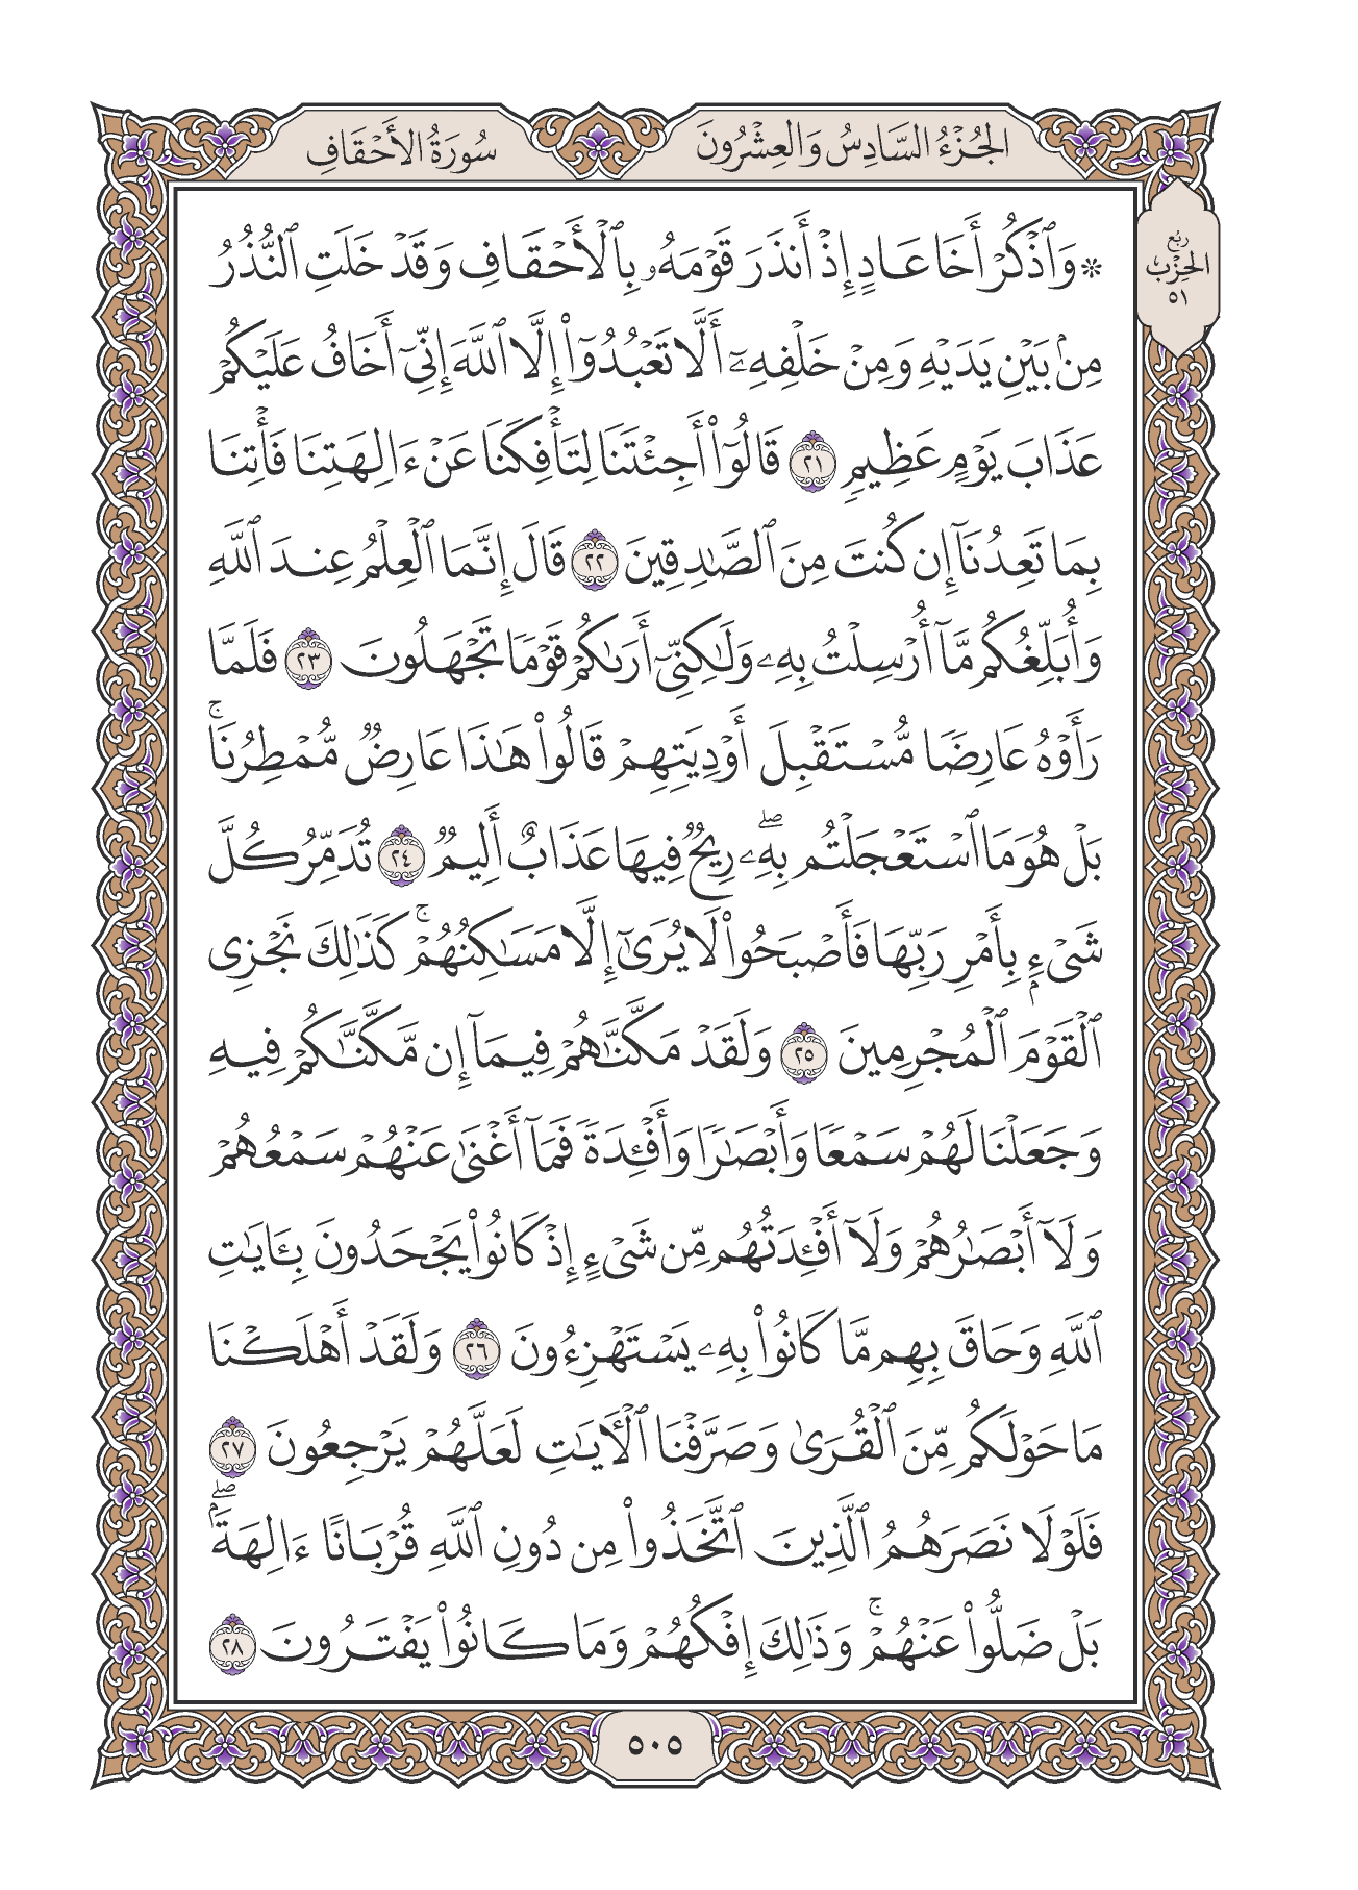 الجُزْءُ السَّادِسُ وَالعِشْرُونَ
سُورَةُ الأَحْقَافِ
رُبْع
الحِزْب
٥١
۞ وَٱذْكُرْ أَخَا عَادٍ إِذْ أَنذَرَ قَوْمَهُۥ بِٱلْأَحْقَافِ وَقَدْ خَلَتِ ٱلنُّذُرُ
مِنۢ بَيْنِ يَدَيْهِ وَمِنْ خَلْفِهِۦٓ أَلَّا تَعْبُدُوٓا۟ إِلَّا ٱللَّهَ إِنِّىٓ أَخَافُ عَلَيْكُمْ
عَذَابَ يَوْمٍ عَظِيمٍ ٢١ قَالُوٓا۟ أَجِئْتَنَا لِتَأْفِكَنَا عَنْ ءَالِهَتِنَا فَأْتِنَا
بِمَا تَعِدُنَآ إِن كُنتَ مِنَ ٱلصَّـٰدِقِينَ ٢٢ قَالَ إِنَّمَا ٱلْعِلْمُ عِندَ ٱللَّهِ
وَأُبَلِّغُكُم مَّآ أُرْسِلْتُ بِهِۦ وَلَـٰكِنِّىٓ أَرَىٰكُمْ قَوْمًا تَجْهَلُونَ ٢٣ فَلَمَّا
رَأَوْهُ عَارِضًا مُّسْتَقْبِلَ أَوْدِيَتِهِمْ قَالُوا۟ هَـٰذَا عَارِضٌ مُّمْطِرُنَا ۚ
بَلْ هُوَ مَا ٱسْتَعْجَلْتُم بِهِۦ ۖ رِيحٌ فِيهَا عَذَابٌ أَلِيمٌ ٢٤ تُدَمِّرُ كُلَّ
شَىْءٍۭ بِأَمْرِ رَبِّهَا فَأَصْبَحُوا۟ لَا يُرَىٰٓ إِلَّا مَسَـٰكِنُهُمْ ۚ كَذَٰلِكَ نَجْزِى
ٱلْقَوْمَ ٱلْمُجْرِمِينَ ٢٥ وَلَقَدْ مَكَّنَّـٰهُمْ فِيمَآ إِن مَّكَّنَّـٰكُمْ فِيهِ
وَجَعَلْنَا لَهُمْ سَمْعًا وَأَبْصَـٰرًا وَأَفْـِٔدَةً فَمَآ أَغْنَىٰ عَنْهُمْ سَمْعُهُمْ
وَلَآ أَبْصَـٰرُهُمْ وَلَآ أَفْـِٔدَتُهُم مِّن شَىْءٍ إِذْ كَانُوا۟ يَجْحَدُونَ بِـَٔايَـٰتِ
ٱللَّهِ وَحَاقَ بِهِم مَّا كَانُوا۟ بِهِۦ يَسْتَهْزِءُونَ ٢٦ وَلَقَدْ أَهْلَكْنَا
مَا حَوْلَكُم مِّنَ ٱلْقُرَىٰ وَصَرَّفْنَا ٱلْـَٔايَـٰتِ لَعَلَّهُمْ يَرْجِعُونَ ٢٧
فَلَوْلَا نَصَرَهُمُ ٱلَّذِينَ ٱتَّخَذُوا۟ مِن دُونِ ٱللَّهِ قُرْبَانًا ءَالِهَةًۢ ۖ
بَلْ ضَلُّوا۟ عَنْهُمْ ۚ وَذَٰلِكَ إِفْكُهُمْ وَمَا كَانُوا۟ يَفْتَرُونَ ٢٨
٥٠٥